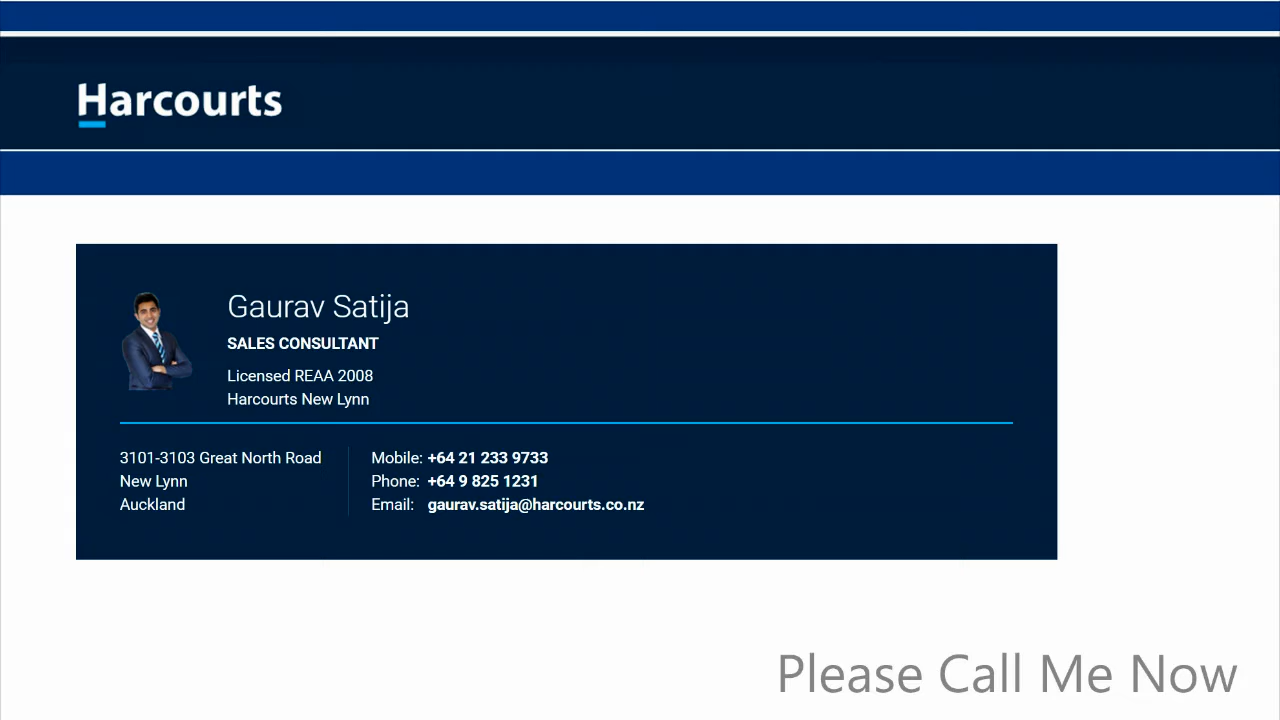 Harcourts
Gaurav Satija
SALES CONSULTANT
Licensed REAA 2008
Harcourts New Lynn
3101-3103 Great North Road
New Lynn
Auckland
Mobile: +64 21 233 9733
Phone: +64 9 825 1231
Email: gaurav.satija@harcourts.co.nz
Please Call Me Now